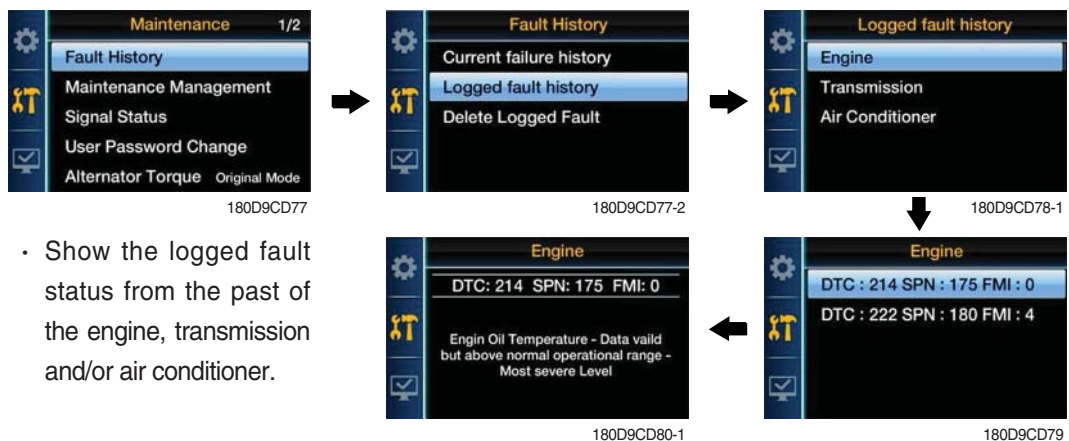 Maintenance 1/2
Fault History
Maintenance Management
Signal Status
User Password Change
Alternator Torque Original Mode
180D9CD77
Fault History
Current failure history
Logged fault history
Delete Logged Fault
180D9CD77-2
Logged fault history
Engine
Transmission
Air Conditioner
180D9CD78-1
· Show the logged fault
status from the past of
the engine, transmission
and/or air conditioner.
Engine
DTC: 214 SPN: 175 FMI: 0
Engin Oil Temperature - Data vaild
but above normal operational range -
Most severe Level
180D9CD80-1
Engine
DTC : 214 SPN : 175 FMI : 0
DTC : 222 SPN : 180 FMI : 4
180D9CD79